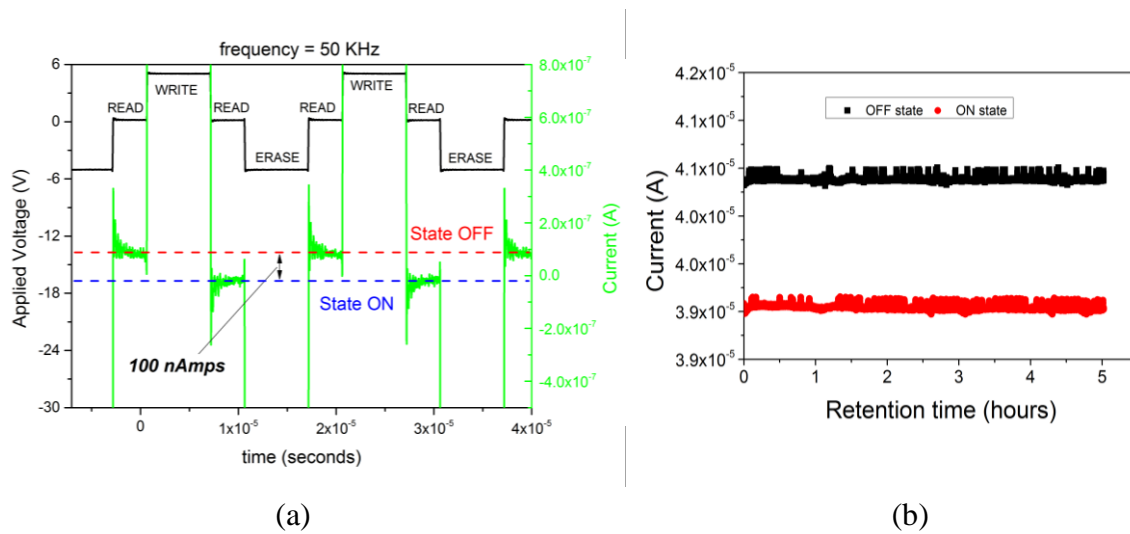 frequency = 50 KHz
6
0
-6
-12
-18
-24
-30
Applied Voltage (V)
READ
WRITE
READ
ERASE
READ
WRITE
READ
ERASE
State OFF
State ON
100 nAmps
8.0x10⁻⁷
6.0x10⁻⁷
4.0x10⁻⁷
2.0x10⁻⁷
0.0
-2.0x10⁻⁷
-4.0x10⁻⁷
Current (A)
0
1x10⁻⁵
2x10⁻⁵
3x10⁻⁵
4x10⁻⁵
time (seconds)
(a)
4.2x10⁻⁵
4.1x10⁻⁵
4.1x10⁻⁵
4.0x10⁻⁵
4.0x10⁻⁵
3.9x10⁻⁵
3.9x10⁻⁵
Current (A)
OFF state ON state
0 1 2 3 4 5
Retention time (hours)
(b)